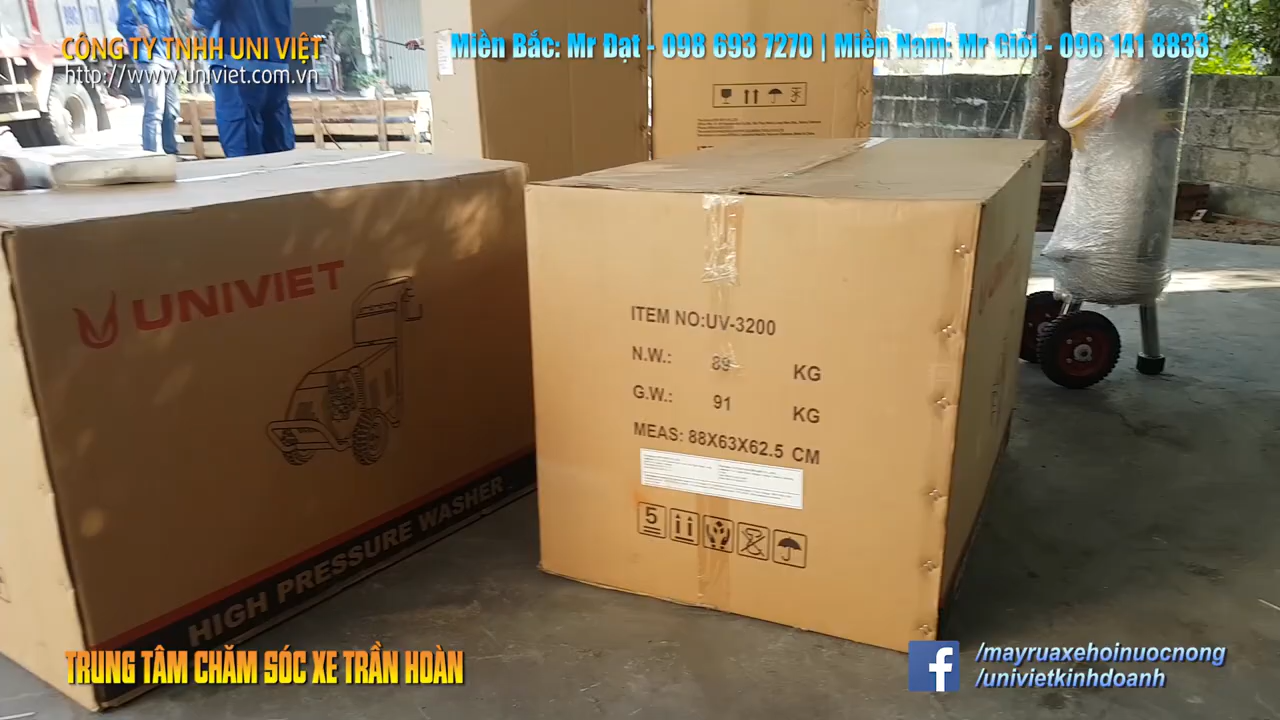 CÔNG TY TNHH UNI VIỆT
http://www.univiet.com.vn
Miền Bắc: Mr Đạt - 098 693 7270 | Miền Nam: Mr Giỏi - 096 141 8833
UNIVIET
HIGH PRESSURE WASHER
ITEM NO:UV-3200
N.W.: 89 KG
G.W.: 91 KG
MEAS: 88X63X62.5 CM
5
TRUNG TÂM CHĂM SÓC XE TRẦN HOÀN
/mayruaxehoinuocnong
/univietkinhdoanh